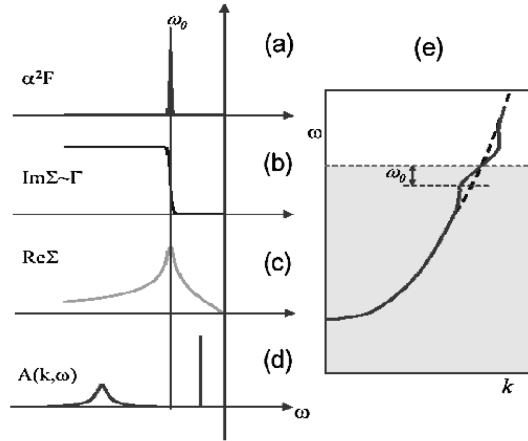 ω₀
(a)
α²F
(b)
ImΣ~Γ
(c)
ReΣ
(d)
A(k,ω)
ω
(e)
ω
ω₀
k